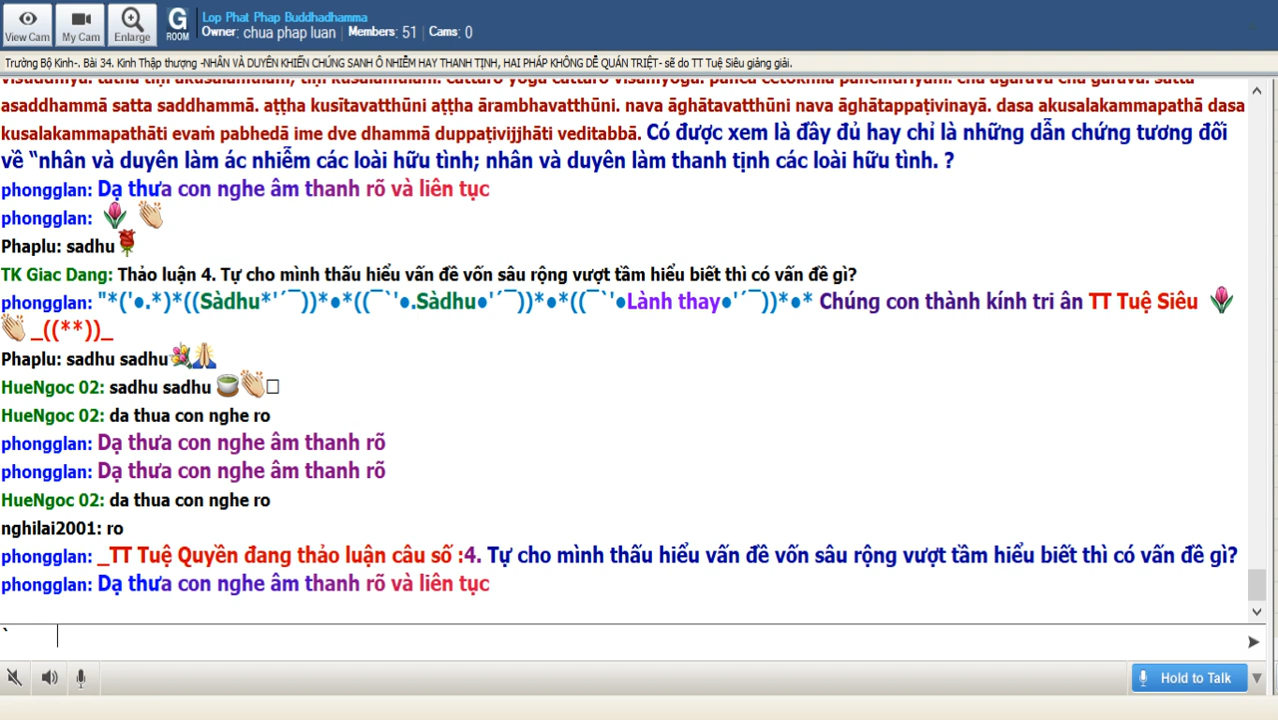 Lop Phat Phap Buddhadhamma
Owner: chua phap luan | Members: 51 | Cams: 0
View Cam
My Cam
Enlarge
G
ROOM
Trường Bộ Kinh-. Bài 34. Kinh Thập thượng -NHÂN VÀ DUYÊN KHIẾN CHÚNG SANH Ô NHIỄM HAY THANH TỊNH, HAI PHÁP KHÔNG DỄ QUÁN TRIỆT- sẽ do TT Tuệ Siêu giảng giải.
asaddhammā satta saddhammā. aṭṭha kusītavatthūni aṭṭha ārambhavatthūni. nava āghātavatthūni nava āghātappaṭivinayā. dasa akusalakammapathā dasa
kusalakammapathāti evaṁ pabhedā ime dve dhammā duppaṭivijjhāti veditabbā. Có được xem là đầy đủ hay chỉ là những dẫn chứng tương đối
về “nhân và duyên làm ác nhiễm các loài hữu tình; nhân và duyên làm thanh tịnh các loài hữu tình. ?
phongglan: Dạ thưa con nghe âm thanh rõ và liên tục
phongglan: 🌷 👏
Phaplu: sadhu🌹
TK Giac Dang: Thảo luận 4. Tự cho mình thấu hiểu vấn đề vốn sâu rộng vượt tầm hiểu biết thì có vấn đề gì?
phongglan: "*('●.*)*((Sàdhu*'´¯))*●*((¯`'●.Sàdhu●'´¯))*●*((¯`'●Lành thay●'´¯))*●* Chúng con thành kính tri ân TT Tuệ Siêu 🌷
👏 _((**))_
Phaplu: sadhu sadhu💐🙏
HueNgoc 02: sadhu sadhu 🍵👏□
HueNgoc 02: da thua con nghe ro
phongglan: Dạ thưa con nghe âm thanh rõ
phongglan: Dạ thưa con nghe âm thanh rõ
HueNgoc 02: da thua con nghe ro
nghilai2001: ro
phongglan: _TT Tuệ Quyền đang thảo luận câu số :4. Tự cho mình thấu hiểu vấn đề vốn sâu rộng vượt tầm hiểu biết thì có vấn đề gì?
phongglan: Dạ thưa con nghe âm thanh rõ và liên tục
`
Hold to Talk